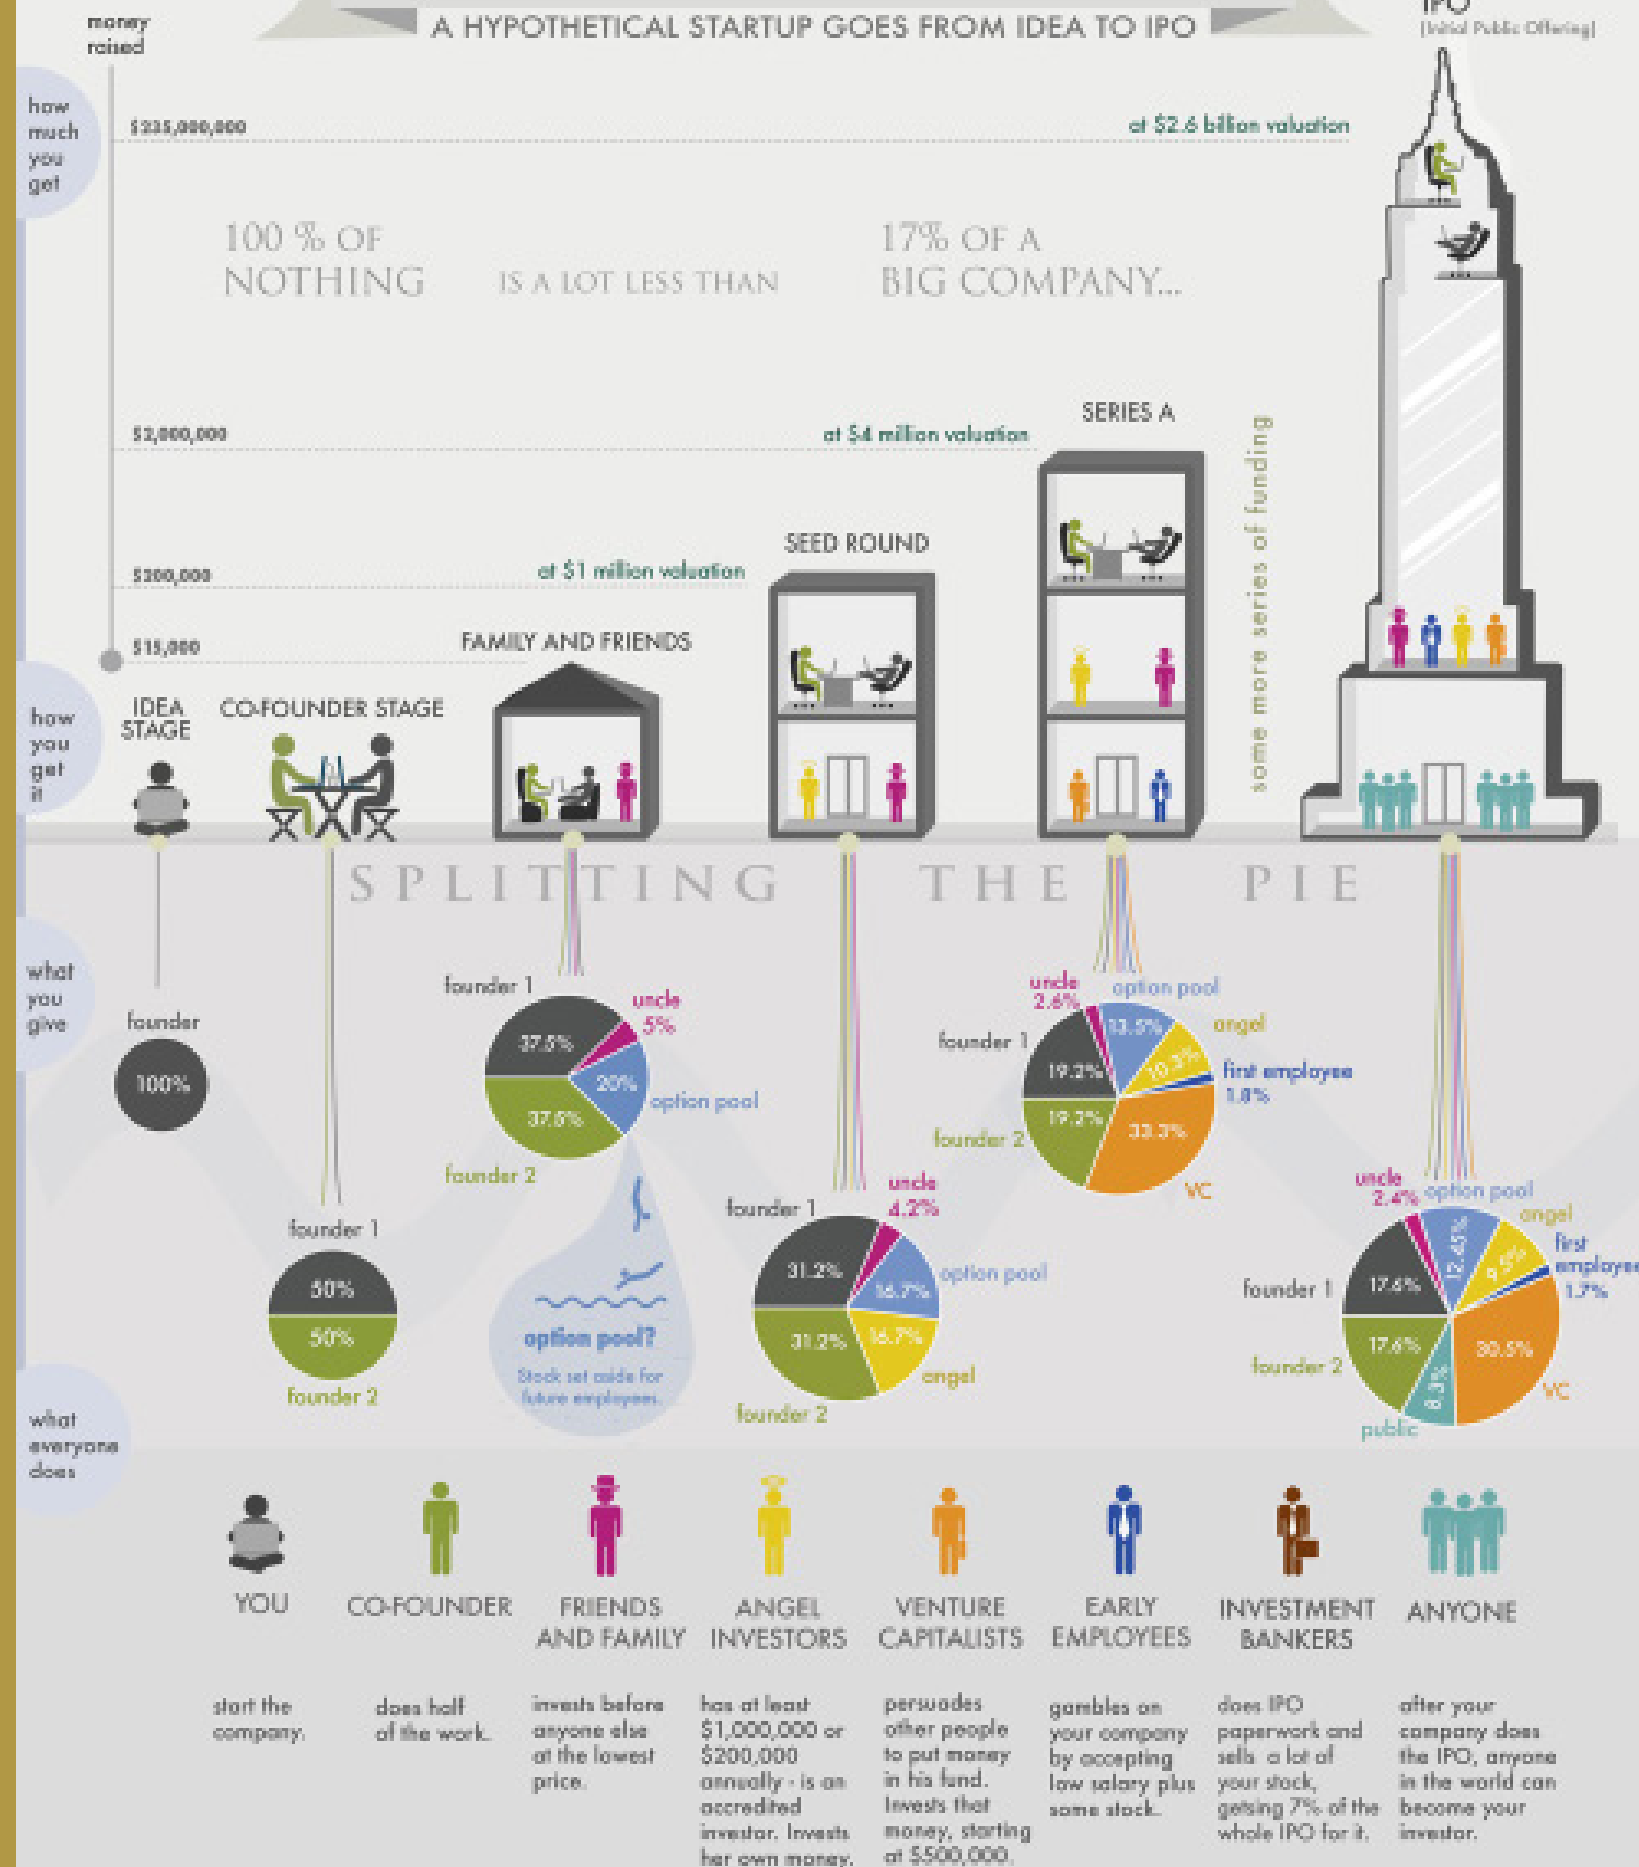 A HYPOTHETICAL STARTUP GOES FROM IDEA TO IPO
IPO
(Initial Public Offering)
money
raised
how
much
you
get
$235,000,000
at $2.6 billion valuation
100 % OF
NOTHING
IS A LOT LESS THAN
17% OF A
BIG COMPANY...
SERIES A
$2,000,000
at $4 million valuation
some more series of funding
SEED ROUND
$200,000
at $1 million valuation
FAMILY AND FRIENDS
$15,000
how
you
get
it
IDEA
STAGE
CO-FOUNDER STAGE
SPLITTING THE PIE
what
you
give
founder
100%
founder 1
50%
50%
founder 2
founder 1
uncle
5%
37.5%
20%
option pool
37.5%
founder 2
option pool?
Stock set aside for
future employees.
founder 1
uncle
4.2%
31.2%
16.7%
option pool
31.2%
16.7%
angel
founder 2
uncle
2.6%
option pool
13.5%
angel
founder 1
10.3%
19.2%
first employee
1.8%
19.2%
33.3%
founder 2
VC
uncle
2.4%
option pool
12.45%
angel
9.5%
first
employee
1.7%
founder 1
17.6%
17.6%
30.5%
founder 2
8.3%
VC
public
what
everyone
does
YOU
start the
company.
CO-FOUNDER
does half
of the work.
FRIENDS
AND FAMILY
invests before
anyone else
at the lowest
price.
ANGEL
INVESTORS
has at least
$1,000,000 or
$200,000
annually - is an
accredited
investor. Invests
her own money.
VENTURE
CAPITALISTS
persuades
other people
to put money
in his fund.
Invests that
money, starting
at $500,000.
EARLY
EMPLOYEES
gambles on
your company
by accepting
low salary plus
some stock.
INVESTMENT
BANKERS
does IPO
paperwork and
sells a lot of
your stock,
getsing 7% of the
whole IPO for it.
ANYONE
after your
company does
the IPO, anyone
in the world can
become your
investor.